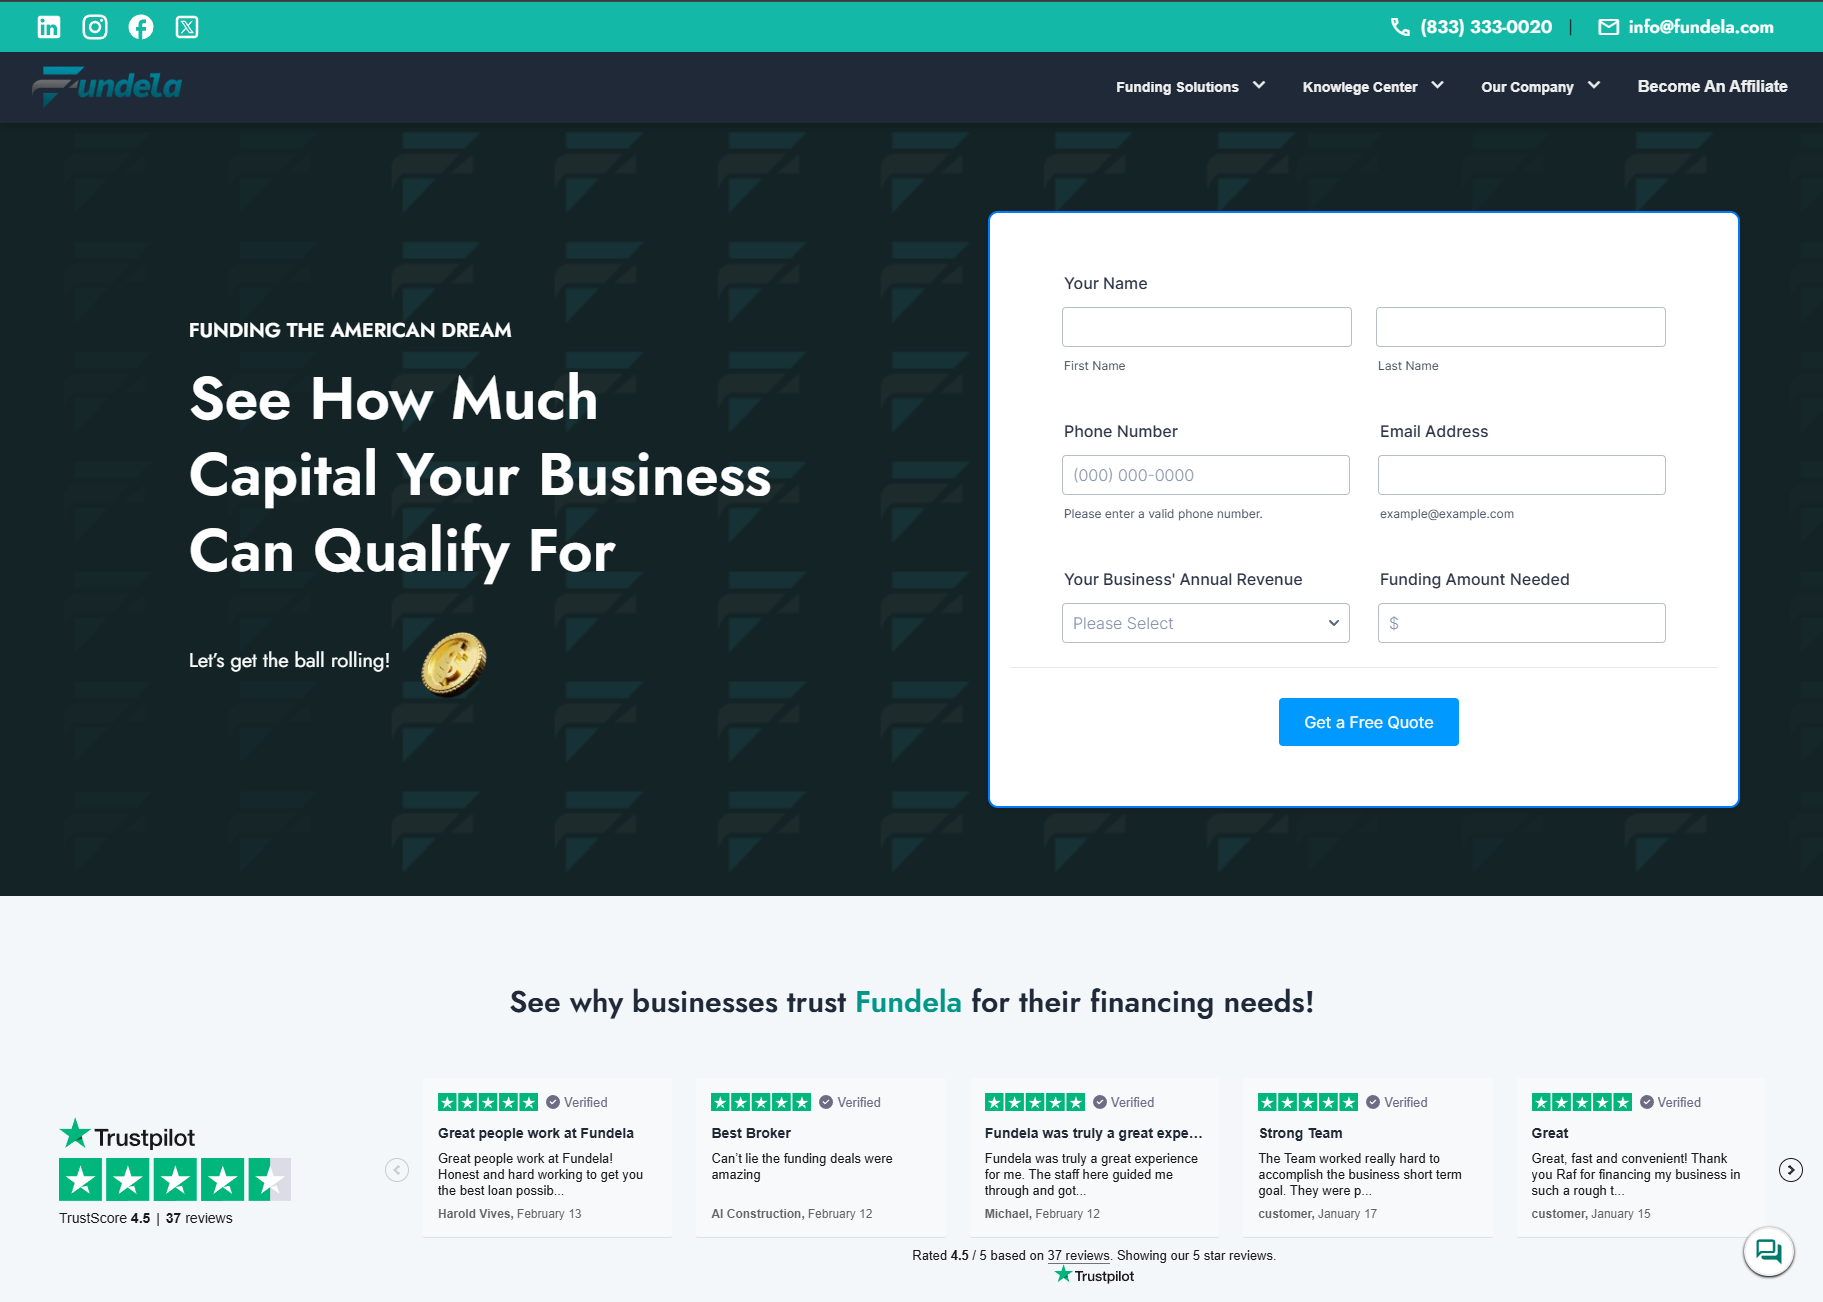 (833) 333-0020 | info@fundela.com
Fundela
Funding Solutions
Knowlege Center
Our Company
Become An Affiliate
FUNDING THE AMERICAN DREAM
See How Much
Capital Your Business
Can Qualify For
Let's get the ball rolling!
Your Name
First Name
Last Name
Phone Number
Email Address
(000) 000-0000
Please enter a valid phone number.
example@example.com
Your Business' Annual Revenue
Funding Amount Needed
Please Select
$
Get a Free Quote
See why businesses trust Fundela for their financing needs!
Trustpilot
TrustScore 4.5 | 37 reviews
Verified
Great people work at Fundela
Great people work at Fundela!
Honest and hard working to get you
the best loan possib...
Harold Vives, February 13
Verified
Best Broker
Can't lie the funding deals were
amazing
Al Construction, February 12
Verified
Fundela was truly a great expe...
Fundela was truly a great experience
for me. The staff here guided me
through and got...
Michael, February 12
Verified
Strong Team
The Team worked really hard to
accomplish the business short term
goal. They were p...
customer, January 17
Verified
Great
Great, fast and convenient! Thank
you Raf for financing my business in
such a rough t...
customer, January 15
Rated 4.5 / 5 based on 37 reviews. Showing our 5 star reviews.
Trustpilot